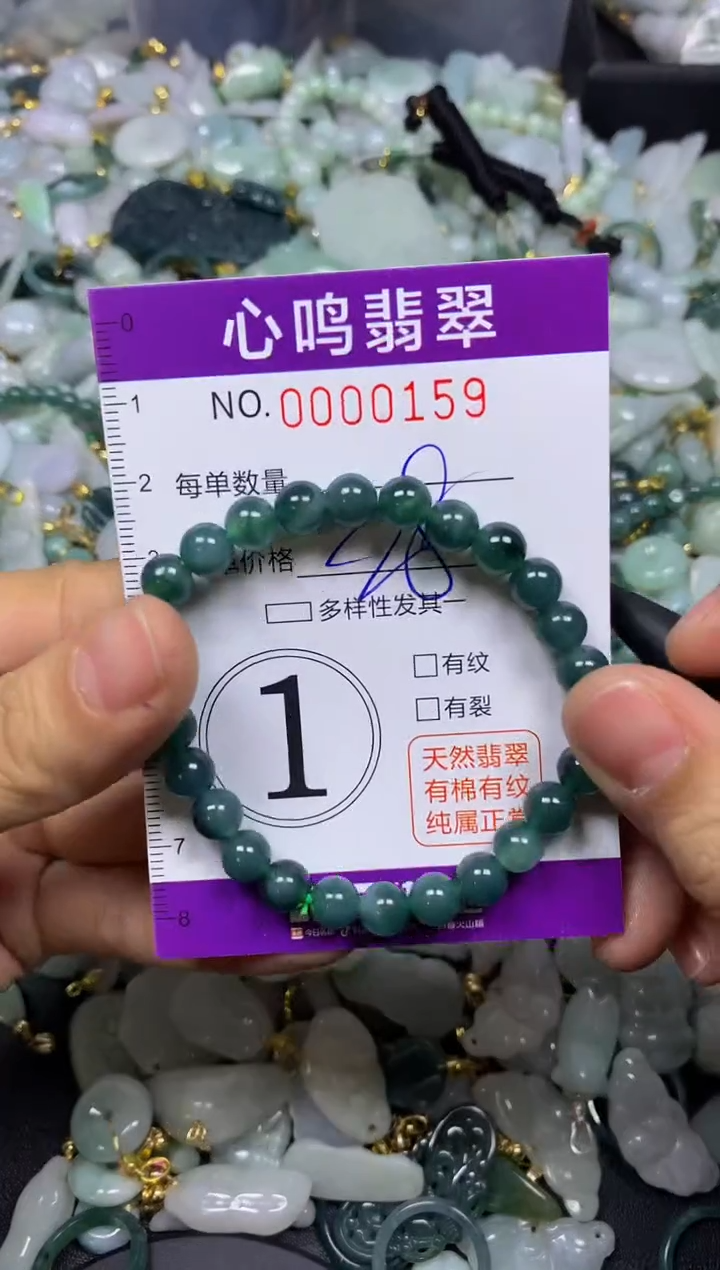 心鸣翡翠
NO.0000159
0
1
2
每单数量
价格
多样性发其一
1
有纹
有裂
天然翡翠
有棉有纹
纯属正常
7
8